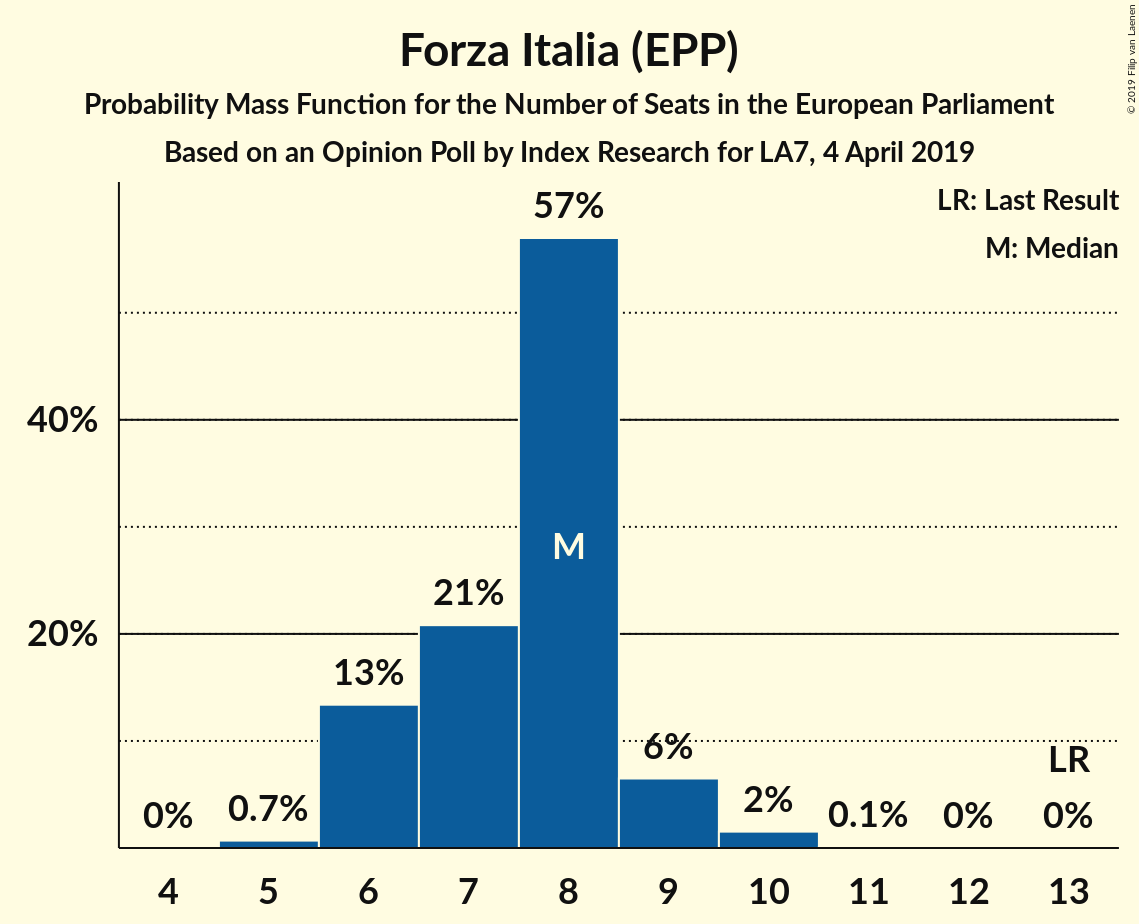 Forza Italia (EPP)
Probability Mass Function for the Number of Seats in the European Parliament
Based on an Opinion Poll by Index Research for LA7, 4 April 2019
© 2019 Filip van Laenen
LR: Last Result
M: Median
57%
40%
M
21%
20%
13%
6%
LR
2%
0%
0.7%
0.1%
0%
0%
4 5 6 7 8 9 10 11 12 13